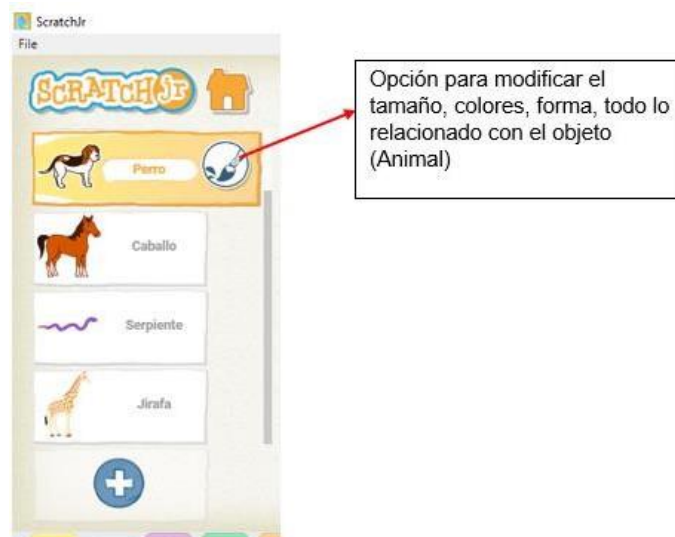 ScratchJr
File
SCRATCH Jr
Perro
Caballo
Serpiente
Jirafa
Opción para modificar el
tamaño, colores, forma, todo lo
relacionado con el objeto
(Animal)